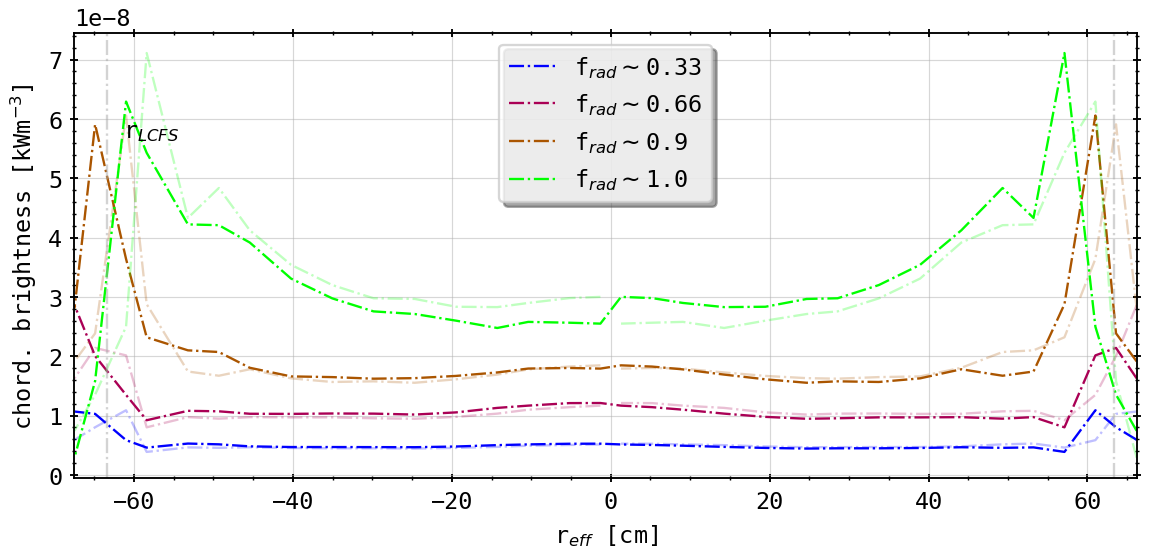 1e−8
chord. brightness [kWm⁻³]
7
6
5
4
3
2
1
0
f_rad ∼ 0.33
f_rad ∼ 0.66
f_rad ∼ 0.9
f_rad ∼ 1.0
r_LCFS
−60 −40 −20 0 20 40 60
r_eff [cm]